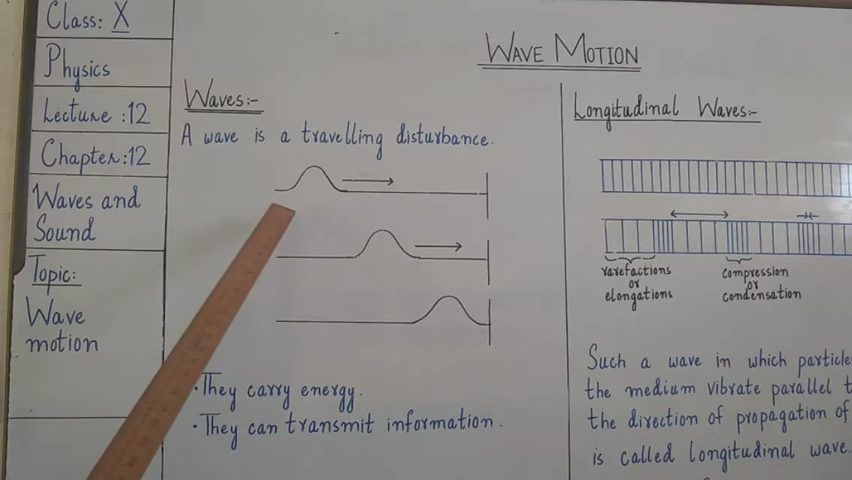 Class: X
Physics
Lecture :12
Chapter:12
Waves and
Sound
Topic:
Wave
motion
WAVE MOTION
Waves:-
A wave is a travelling disturbance.
• They carry energy.
• They can transmit information.
Longitudinal Waves:-
rarefactions
or
elongations
compression
or
condensation
Such a wave in which particle
the medium vibrate parallel t
the direction of propagation of
is called longitudinal wave.